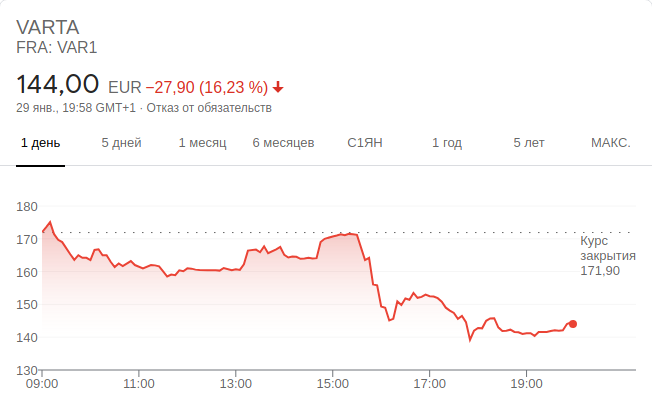 VARTA
FRA: VAR1
144,00 EUR −27,90 (16,23 %)
29 янв., 19:58 GMT+1 · Отказ от обязательств
1 день 5 дней 1 месяц 6 месяцев С1ЯН 1 год 5 лет МАКС.
180
170
160
150
140
130
Курс
закрытия
171,90
09:00 11:00 13:00 15:00 17:00 19:00